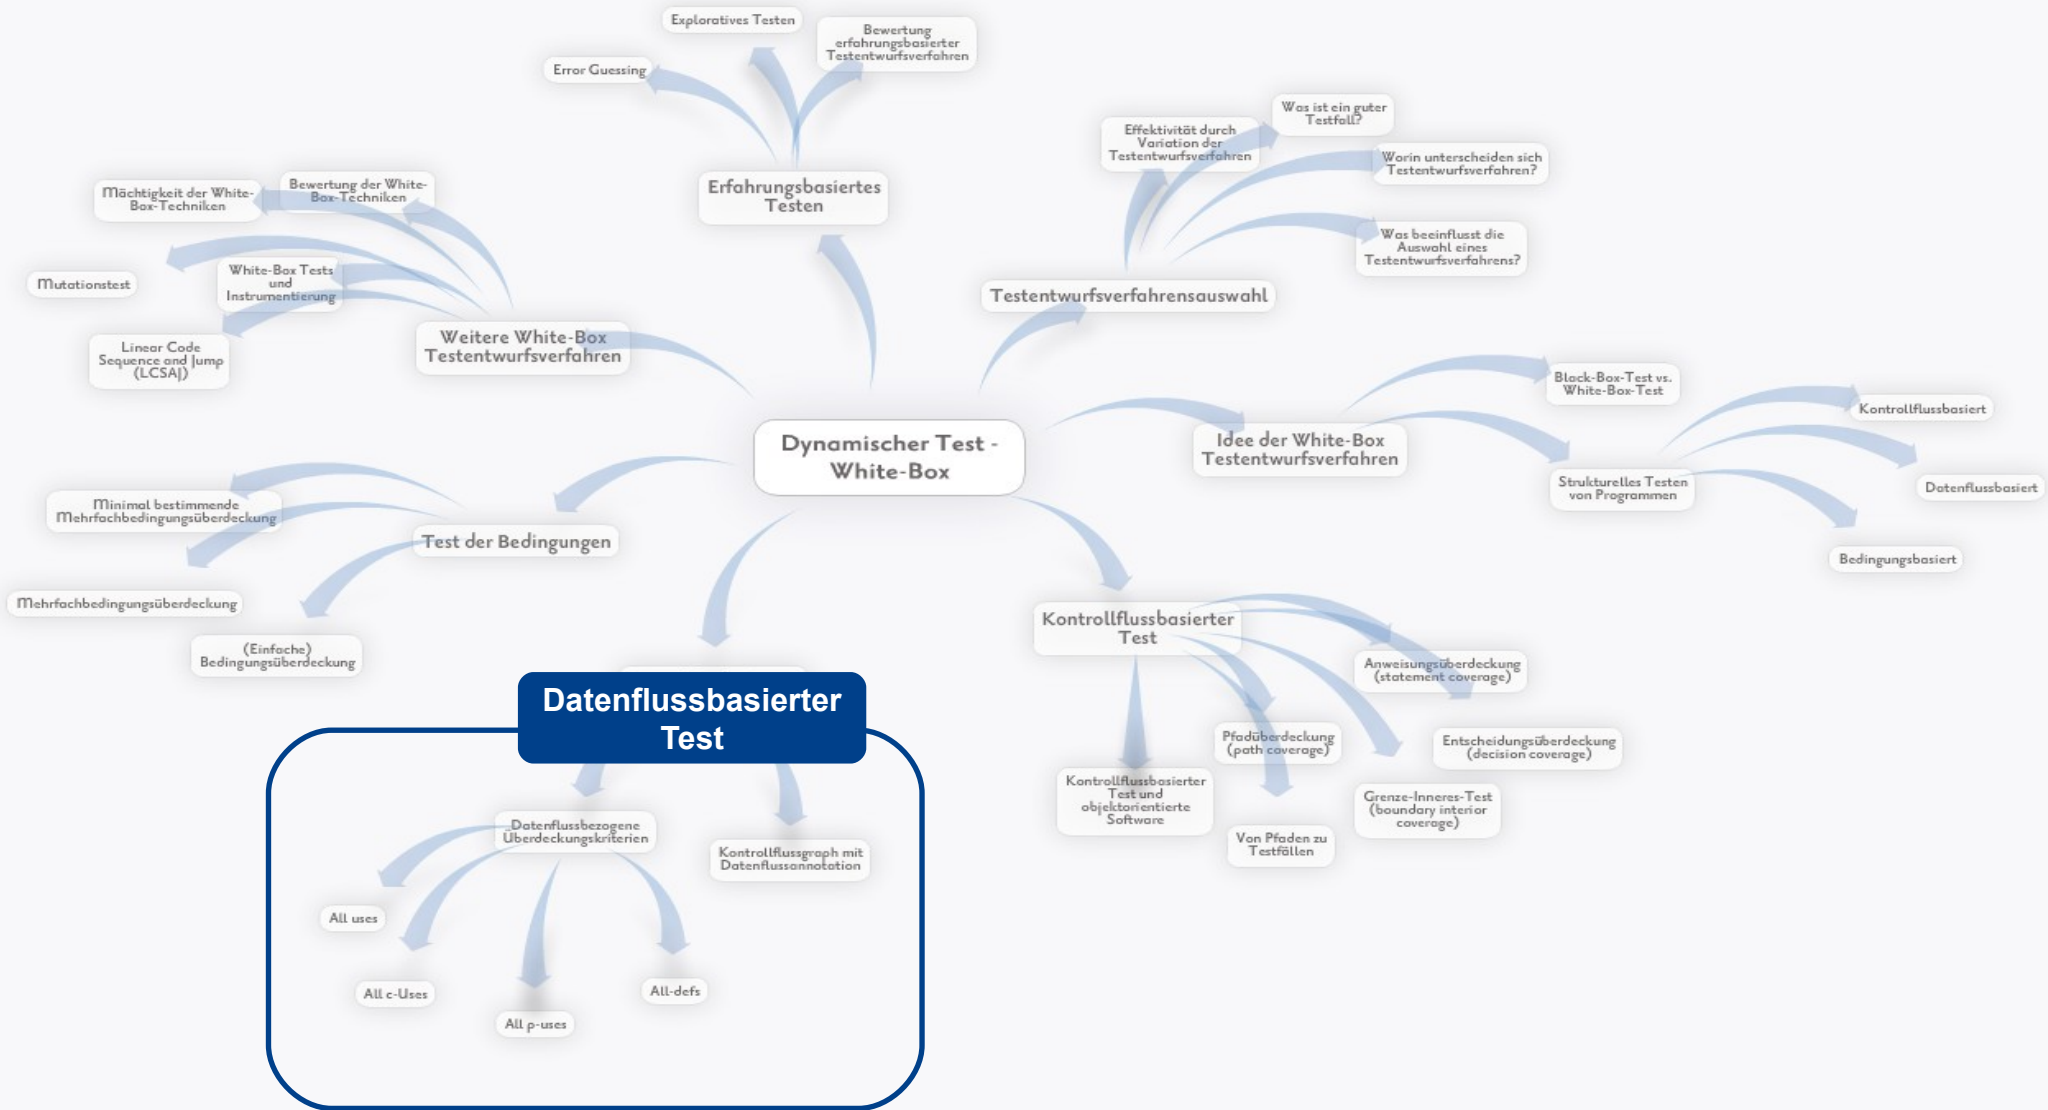 Exploratives Testen
Bewertung
erfahrungsbasierter
Testentwurfsverfahren
Error Guessing
Erfahrungsbasiertes
Testen
Was ist ein guter
Testfall?
Effektivität durch
Variation der
Testentwurfsverfahren
Worin unterscheiden sich
Testentwurfsverfahren?
Was beeinflusst die
Auswahl eines
Testentwurfsverfahrens?
Testentwurfsverfahrensauswahl
Mächtigkeit der White-
Box-Techniken
Bewertung der White-
Box-Techniken
Mutationstest
White-Box Tests
und
Instrumentierung
Linear Code
Sequence and Jump
(LCSAJ)
Weitere White-Box
Testentwurfsverfahren
Dynamischer Test -
White-Box
Idee der White-Box
Testentwurfsverfahren
Black-Box-Test vs.
White-Box-Test
Strukturelles Testen
von Programmen
Kontrollflussbasiert
Datenflussbasiert
Bedingungsbasiert
Minimal bestimmende
Mehrfachbedingungsüberdeckung
Test der Bedingungen
Mehrfachbedingungsüberdeckung
(Einfache)
Bedingungsüberdeckung
Kontrollflussbasierter
Test
Anweisungsüberdeckung
(statement coverage)
Entscheidungsüberdeckung
(decision coverage)
Pfadüberdeckung
(path coverage)
Kontrollflussbasierter
Test und
objektorientierte
Software
Grenze-Inneres-Test
(boundary interior
coverage)
Von Pfaden zu
Testfällen
Datenflussbasierter
Test
Datenflussbezogene
Überdeckungskriterien
Kontrollflussgraph mit
Datenflussannotation
All uses
All c-Uses
All p-uses
All-defs